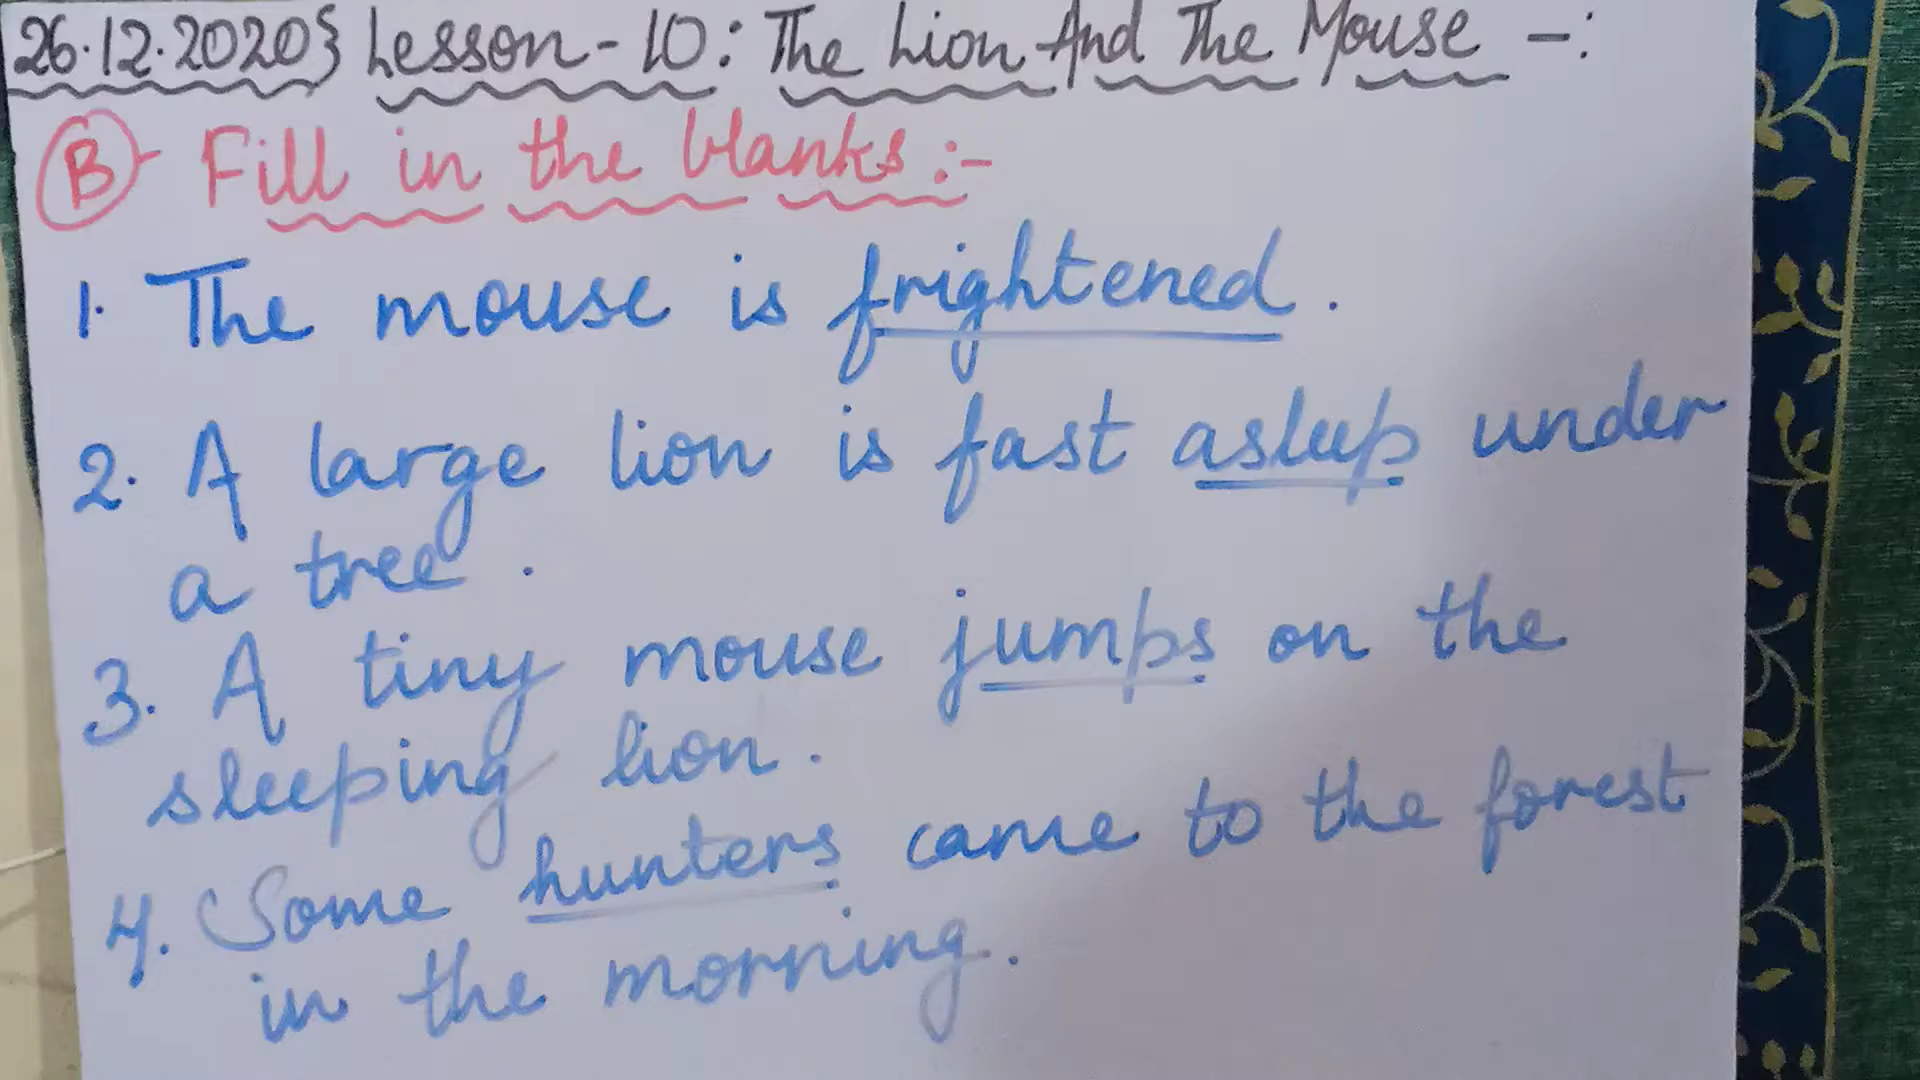 26.12.2020} Lesson-10: The Lion And The Mouse -:
B- Fill in the blanks:-
1. The mouse is frightened.
2. A large lion is fast asleep under
a tree.
3. A tiny mouse jumps on the
sleeping lion.
4. Some hunters came to the forest
in the morning.